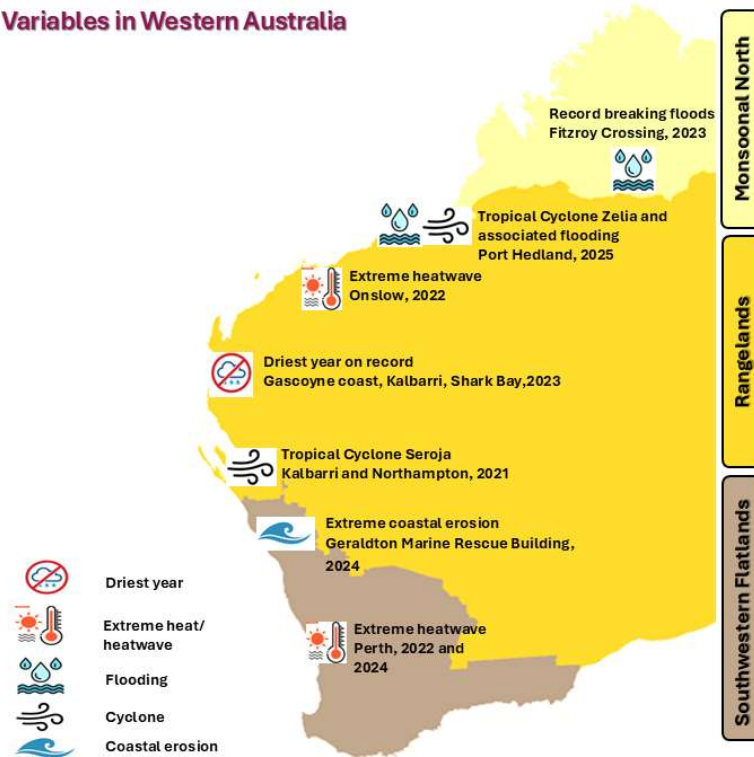 Variables in Western Australia
Monsoonal North
Record breaking floods
Fitzroy Crossing, 2023
Tropical Cyclone Zelia and
associated flooding
Port Hedland, 2025
Rangelands
Extreme heatwave
Onslow, 2022
Driest year on record
Gascoyne coast, Kalbarri, Shark Bay,2023
Tropical Cyclone Seroja
Kalbarri and Northampton, 2021
Southwestern Flatlands
Extreme coastal erosion
Geraldton Marine Rescue Building,
2024
Extreme heatwave
Perth, 2022 and
2024
Driest year
Extreme heat/
heatwave
Flooding
Cyclone
Coastal erosion